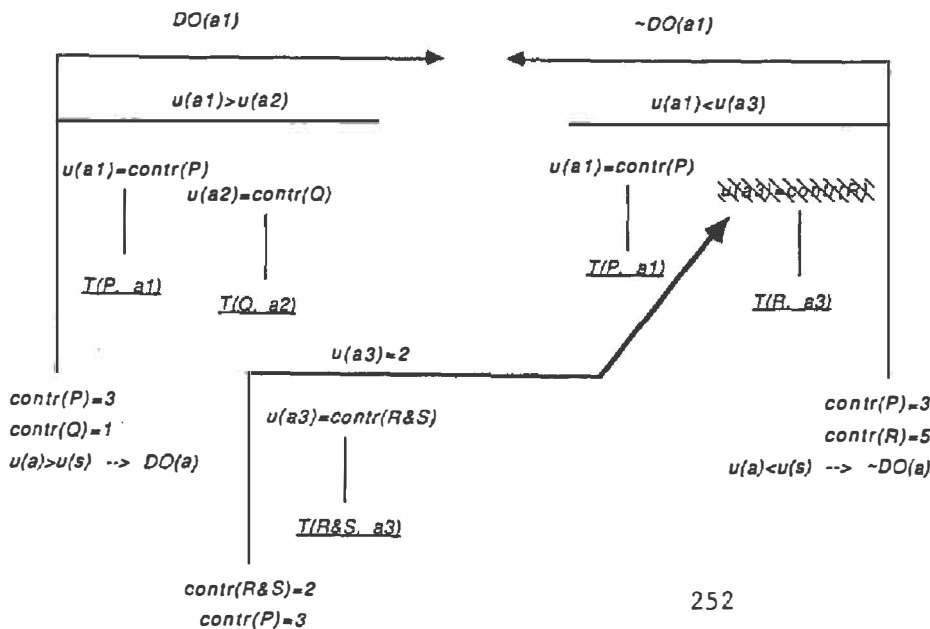 DO(a1)
~DO(a1)
u(a1)>u(a2)
u(a1)<u(a3)
u(a1)=contr(P)
u(a2)=contr(Q)
T(P, a1)
T(Q, a2)
u(a1)=contr(P)
u(a3)=contr(R)
T(P, a1)
T(R, a3)
u(a3)=2
contr(P)=3
contr(Q)=1
u(a)>u(s) --> DO(a)
u(a3)=contr(R&S)
T(R&S, a3)
contr(R&S)=2
contr(P)=3
contr(P)=3
contr(R)=5
u(a)<u(s) --> ~DO(a)
252